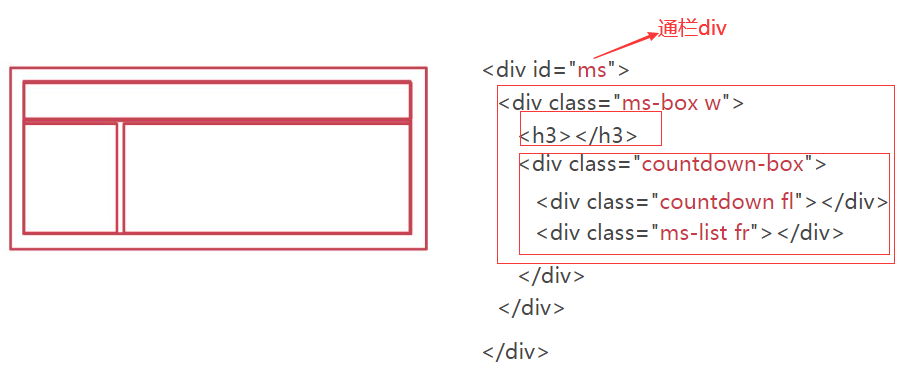 通栏div
<div id="ms">
<div class="ms-box w">
<h3></h3>
<div class="countdown-box">
<div class="countdown fl"></div>
<div class="ms-list fr"></div>
</div>
</div>
</div>